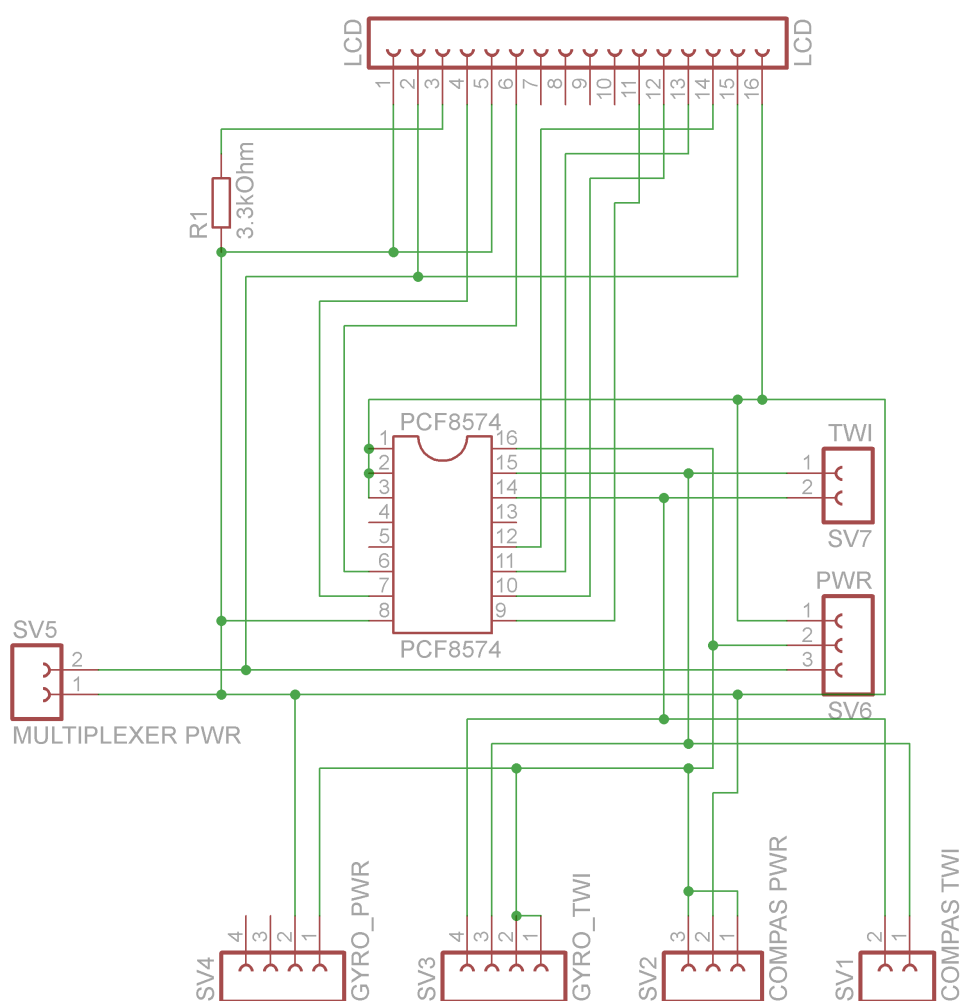 LCD
LCD
1
2
3
4
5
6
7
8
9
10
11
12
13
14
15
16
R1
3.3kOhm
PCF8574
1
2
3
4
5
6
7
8
16
15
14
13
12
11
10
9
PCF8574
TWI
1
2
SV7
PWR
1
2
3
SV6
SV5
2
1
MULTIPLEXER PWR
SV4
4
3
2
1
GYRO_PWR
SV3
4
3
2
1
GYRO_TWI
SV2
3
2
1
COMPAS PWR
SV1
2
1
COMPAS TWI